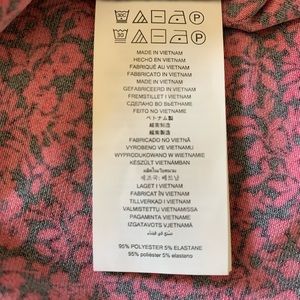 MADE IN VIETNAM
HECHO EN VIETNAM
FABRIQUÉ AU VIETNAM
FABBRICATO IN VIETNAM
MADE IN VIETNAM
GEFABRICEERD IN VIETNAM
FREMSTILLET I VIETNAM
СДЕЛАНО ВО ВЬЕТНАМЕ
FEITO NO VIETNAME
ベトナム製
越南制造
越南製造
FABRICADO NO VIETNÃ
VYROBENO VE VIETNAMU
WYPRODUKOWANO W WIETNAMIE
KÉSZÜLT VIETNÁMBAN
제조국: 베트남
LAGET I VIETNAM
FABRICAT ÎN VIETNAM
TILLVERKAD I VIETNAM
VALMISTETTU VIETNAMISSA
PAGAMINTA VIETNAME
IZGATAVOTS VJETNAMĀ
صنع في فيتنام
95% POLYESTER 5% ELASTANE
95% poliéster 5% elastano